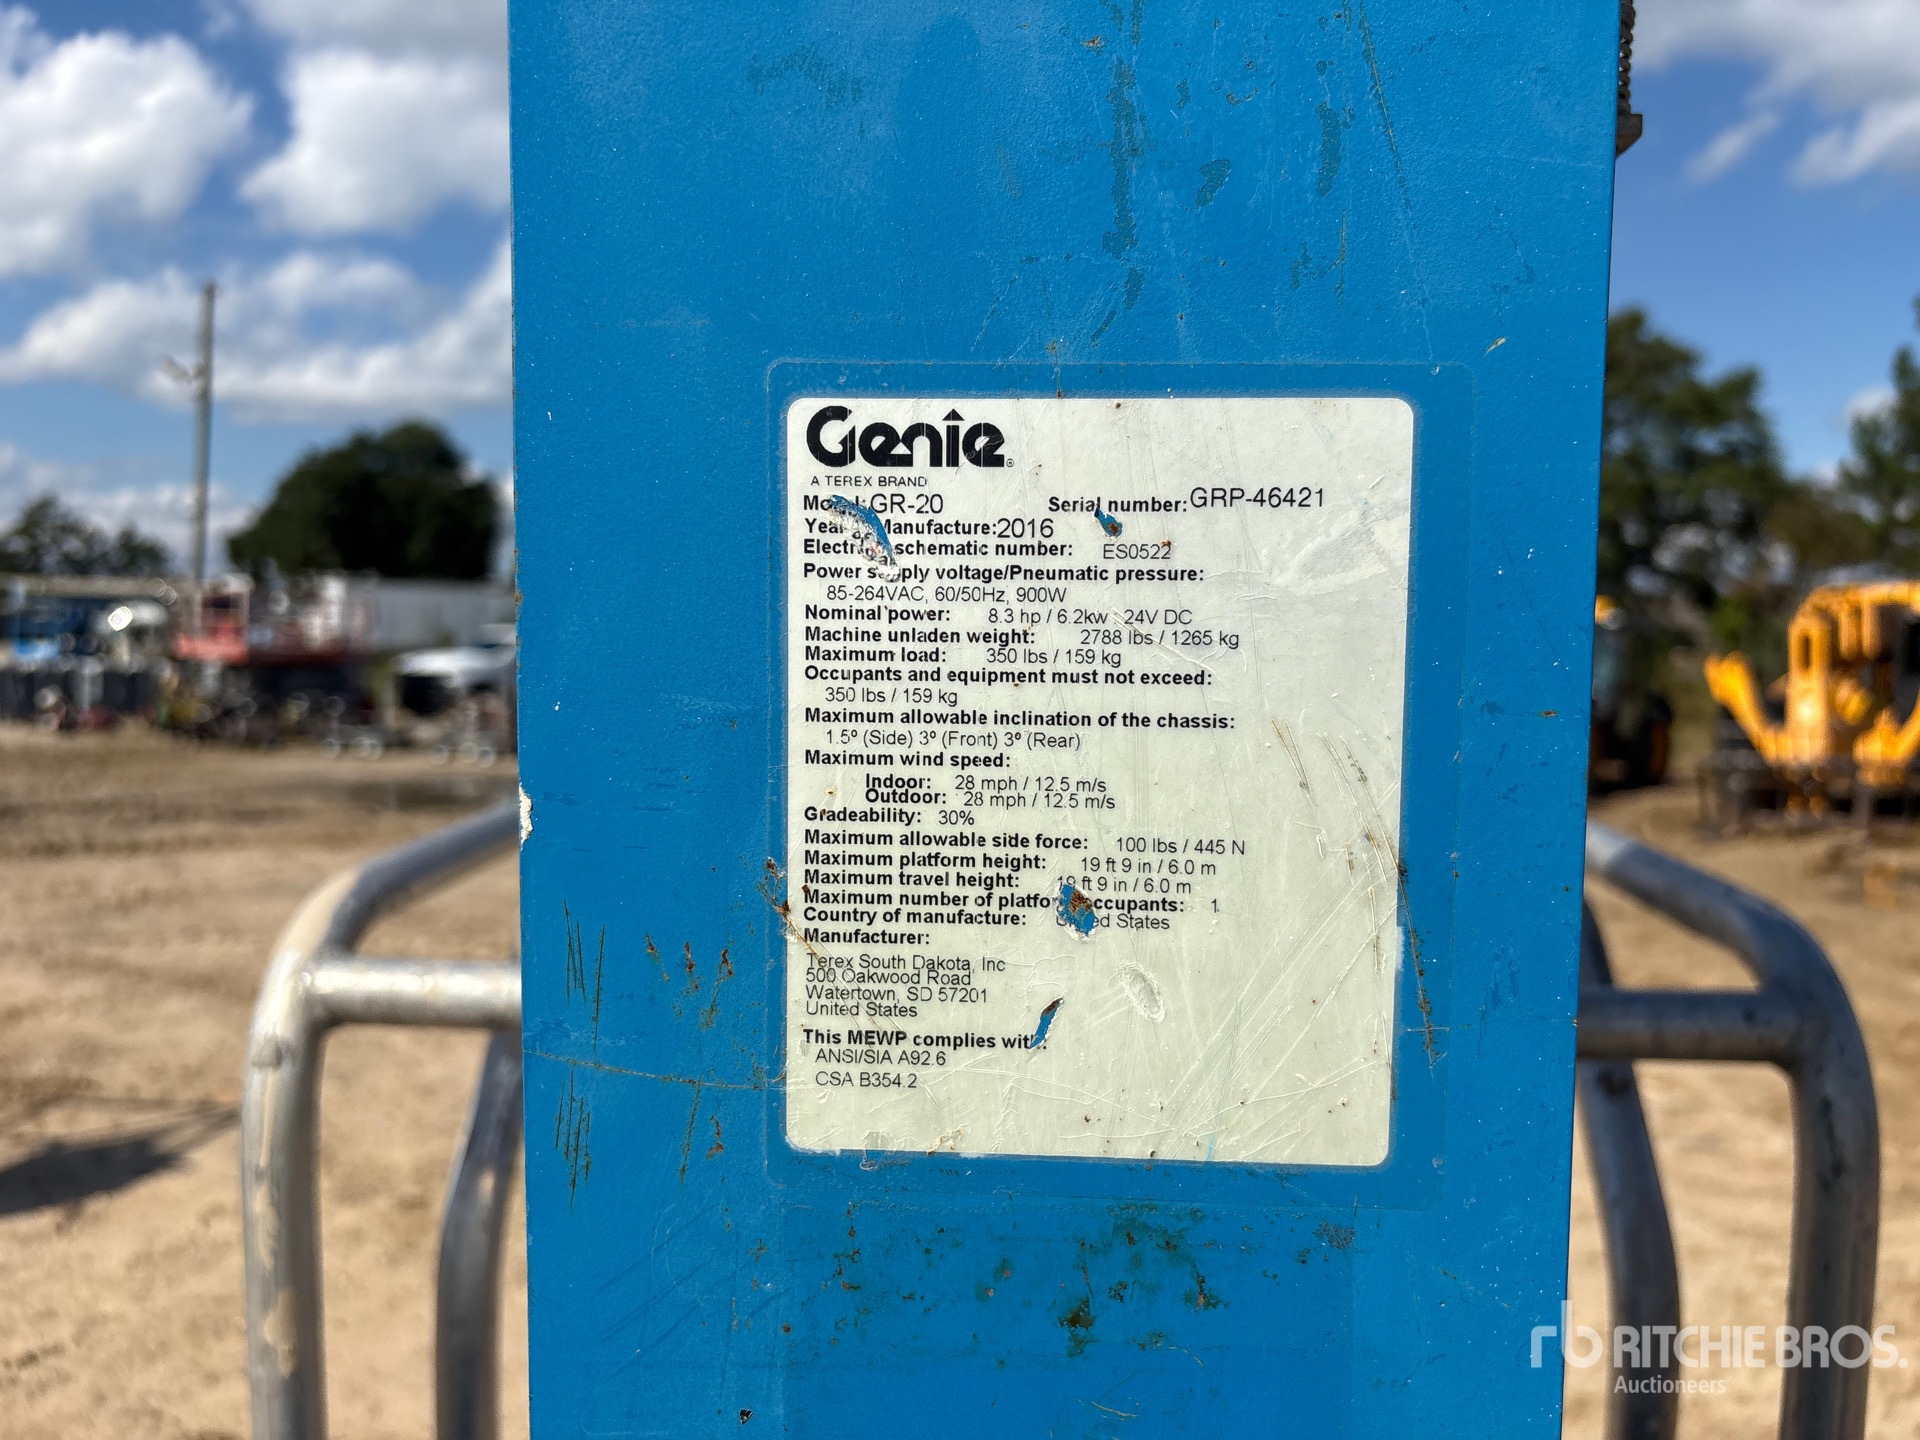 Genie
A TEREX BRAND
Model: GR-20 Serial number: GRP-46421
Year of Manufacture: 2016
Electrical schematic number: ES0522
Power supply voltage/Pneumatic pressure:
85-264VAC, 60/50Hz, 900W
Nominal power: 8.3 hp / 6.2kw 24V DC
Machine unladen weight: 2788 lbs / 1265 kg
Maximum load: 350 lbs / 159 kg
Occupants and equipment must not exceed:
350 lbs / 159 kg
Maximum allowable inclination of the chassis:
1.5º (Side) 3º (Front) 3º (Rear)
Maximum wind speed:
Indoor: 28 mph / 12.5 m/s
Outdoor: 28 mph / 12.5 m/s
Gradeability: 30%
Maximum allowable side force: 100 lbs / 445 N
Maximum platform height: 19 ft 9 in / 6.0 m
Maximum travel height: 19 ft 9 in / 6.0 m
Maximum number of platform occupants: 1
Country of manufacture: United States
Manufacturer:
Terex South Dakota, Inc
500 Oakwood Road
Watertown, SD 57201
United States
This MEWP complies with:
ANSI/SIA A92.6
CSA B354.2
rb RITCHIE BROS.
Auctioneers